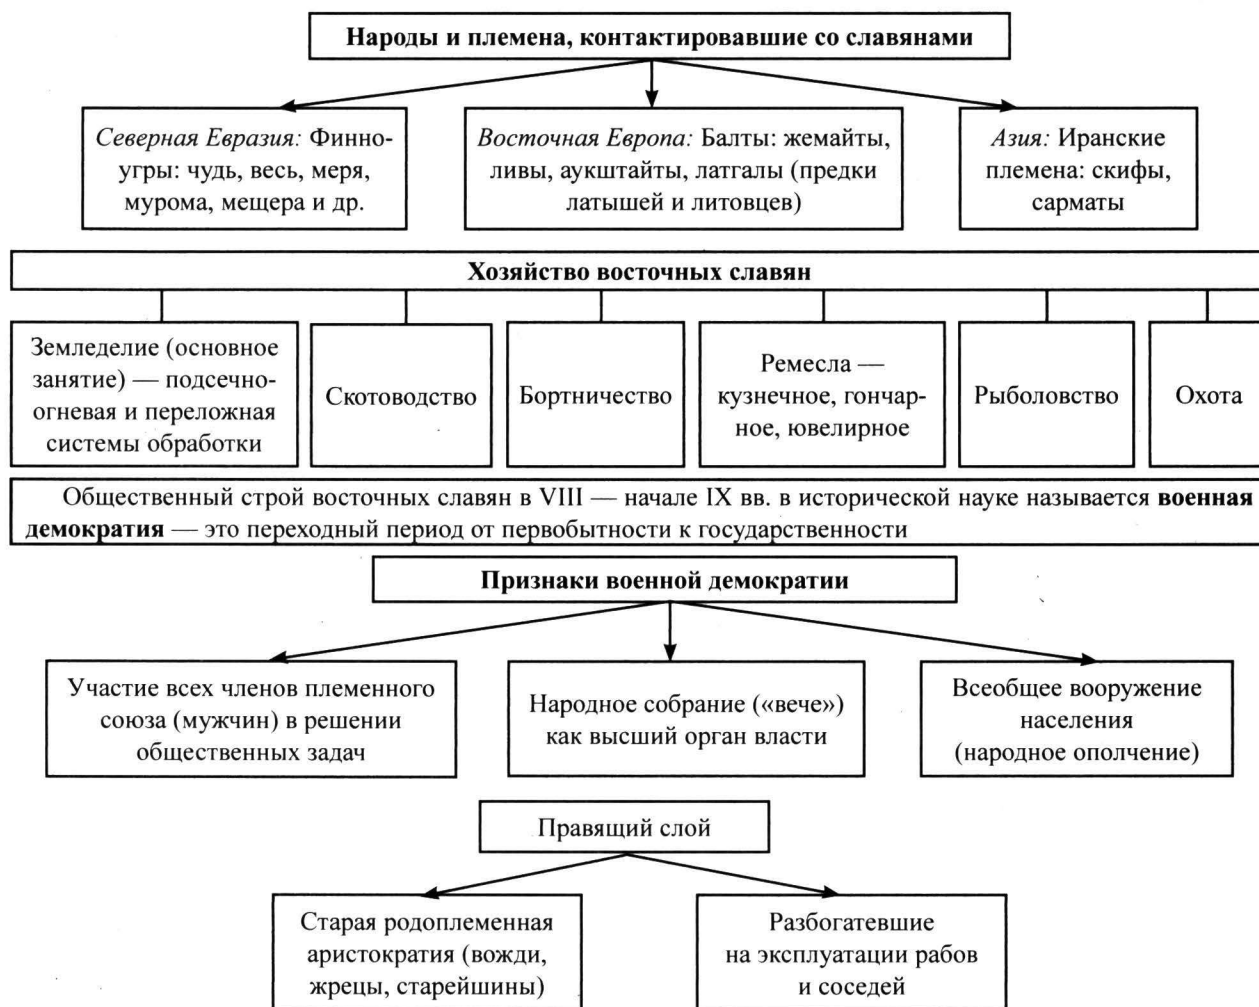 Народы и племена, контактировавшие со славянами
Северная Евразия: Финно-
угры: чудь, весь, меря,
мурома, мещера и др.
Восточная Европа: Балты: жемайты,
ливы, аукштайты, латгалы (предки
латышей и литовцев)
Азия: Иранские
племена: скифы,
сарматы
Хозяйство восточных славян
Земледелие (основное
занятие) — подсечно-
огневая и переложная
системы обработки
Скотоводство
Бортничество
Ремесла —
кузнечное, гончар-
ное, ювелирное
Рыболовство
Охота
Общественный строй восточных славян в VIII — начале IX вв. в исторической науке называется военная
демократия — это переходный период от первобытности к государственности
Признаки военной демократии
Участие всех членов племенного
союза (мужчин) в решении
общественных задач
Народное собрание («вече»)
как высший орган власти
Всеобщее вооружение
населения
(народное ополчение)
Правящий слой
Старая родоплеменная
аристократия (вожди,
жрецы, старейшины)
Разбогатевшие
на эксплуатации рабов
и соседей